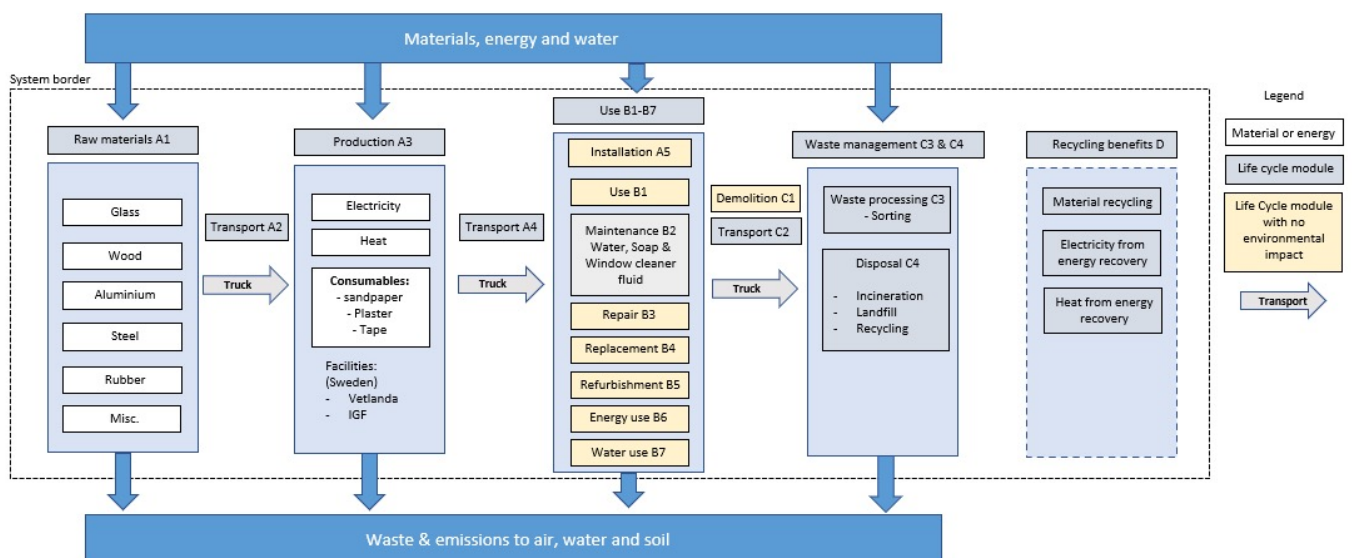 Materials, energy and water
System border
Raw materials A1
Glass
Wood
Aluminium
Steel
Rubber
Misc.
Transport A2
Truck
Production A3
Electricity
Heat
Consumables:
- sandpaper
- Plaster
- Tape
Facilities:
(Sweden)
- Vetlanda
- IGF
Transport A4
Truck
Use B1-B7
Installation A5
Use B1
Maintenance B2
Water, Soap &
Window cleaner
fluid
Repair B3
Replacement B4
Refurbishment B5
Energy use B6
Water use B7
Demolition C1
Transport C2
Truck
Waste management C3 & C4
Waste processing C3
- Sorting
Disposal C4
- Incineration
- Landfill
- Recycling
Recycling benefits D
Material recycling
Electricity from
energy recovery
Heat from energy
recovery
Legend
Material or energy
Life cycle module
Life Cycle module
with no
environmental
impact
Transport
Waste & emissions to air, water and soil